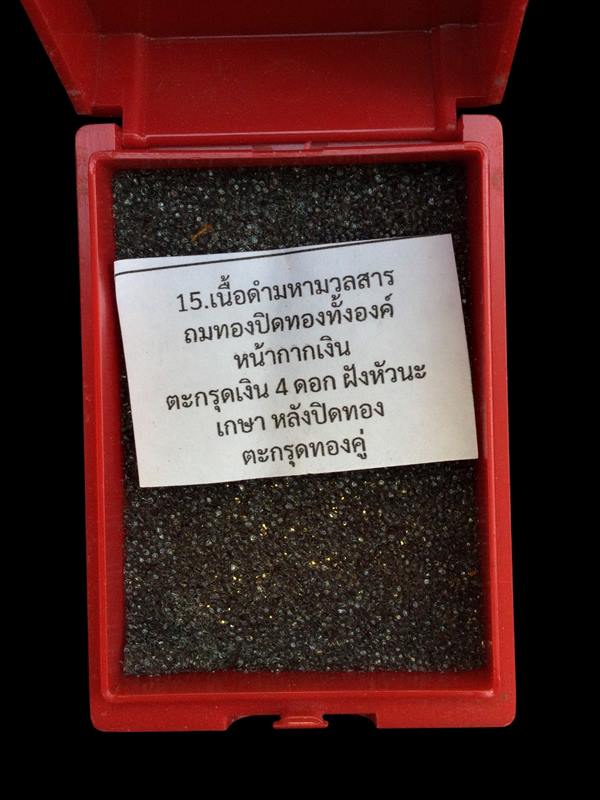 15.เนื้อดำมหามวลสาร
ถมทองปิดทองทั้งองค์
หน้ากากเงิน
ตะกรุดเงิน 4 ดอก ฝังหัวนะ
เกษา หลังปิดทอง
ตะกรุดทองคู่